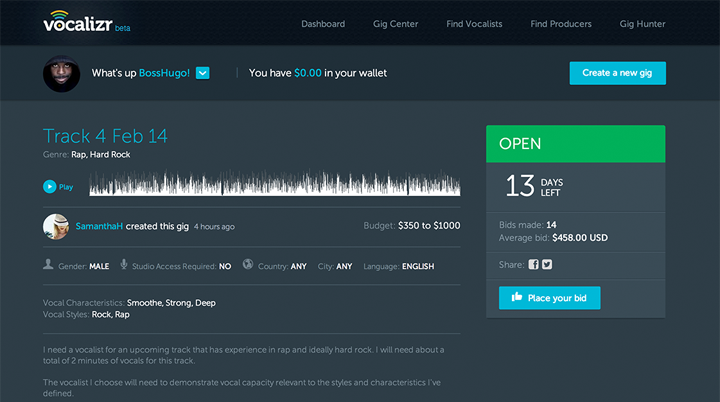 vocalizr beta
Dashboard Gig Center Find Vocalists Find Producers Gig Hunter
What's up BossHugo! You have $0.00 in your wallet Create a new gig
Track 4 Feb 14
Genre: Rap, Hard Rock
Play
SamanthaH created this gig 4 hours ago Budget: $350 to $1000
Gender: MALE Studio Access Required: NO Country: ANY City: ANY Language: ENGLISH
Vocal Characteristics: Smoothe, Strong, Deep
Vocal Styles: Rock, Rap
I need a vocalist for an upcoming track that has experience in rap and ideally hard rock. I will need about a
total of 2 minutes of vocals for this track.
The vocalist I choose will need to demonstrate vocal capacity relevant to the styles and characteristics I've
defined.
OPEN
13 DAYS
LEFT
Bids made: 14
Average bid: $458.00 USD
Share:
Place your bid